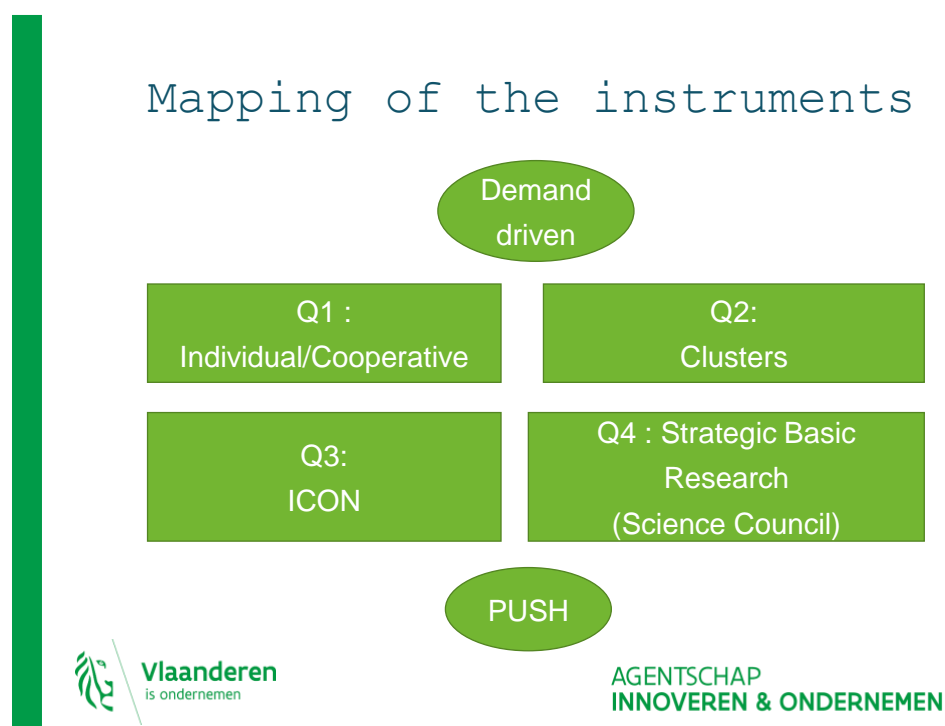 Mapping of the instruments
Demand
driven
Q1 :
Individual/Cooperative
Q2:
Clusters
Q3:
ICON
Q4 : Strategic Basic
Research
(Science Council)
PUSH
Vlaanderen
is ondernemen
AGENTSCHAP
INNOVEREN & ONDERNEMEN